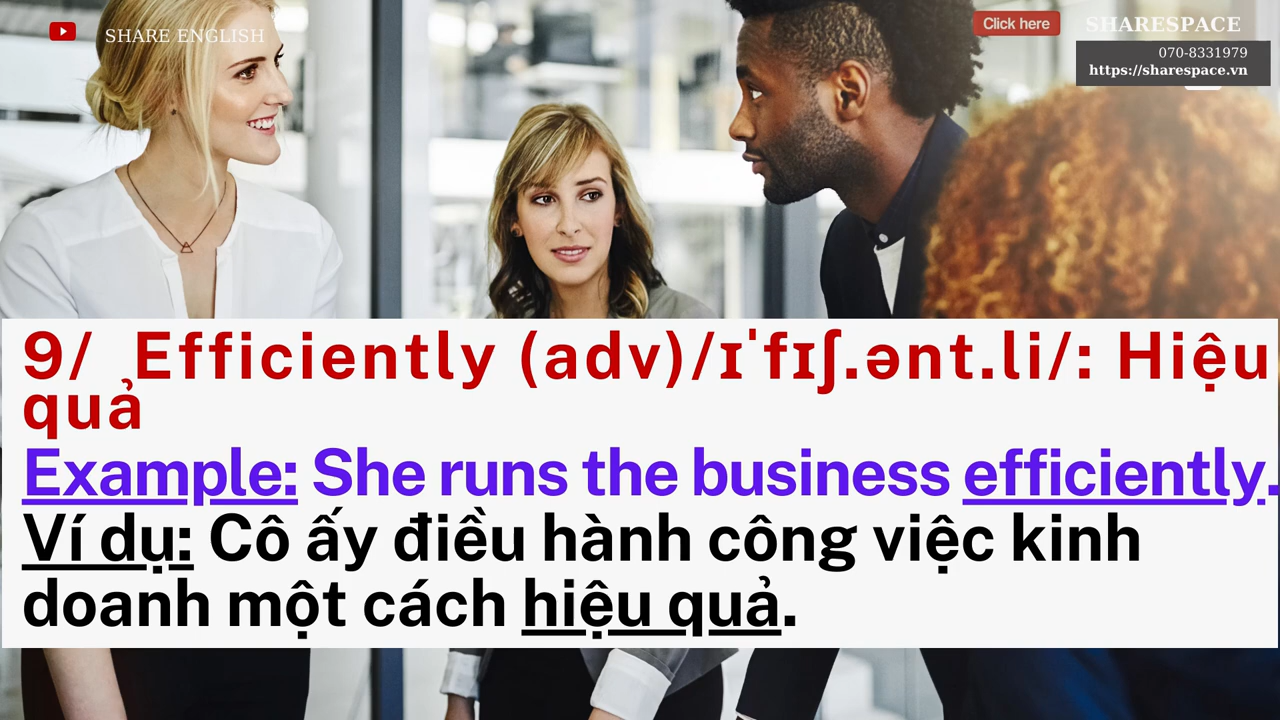 SHARE ENGLISH
Click here
SHARESPACE
070-8331979
https://sharespace.vn
9/ Efficiently (adv)/ɪˈfɪʃ.ənt.li/: Hiệu
quả
Example: She runs the business efficiently.
Ví dụ: Cô ấy điều hành công việc kinh
doanh một cách hiệu quả.